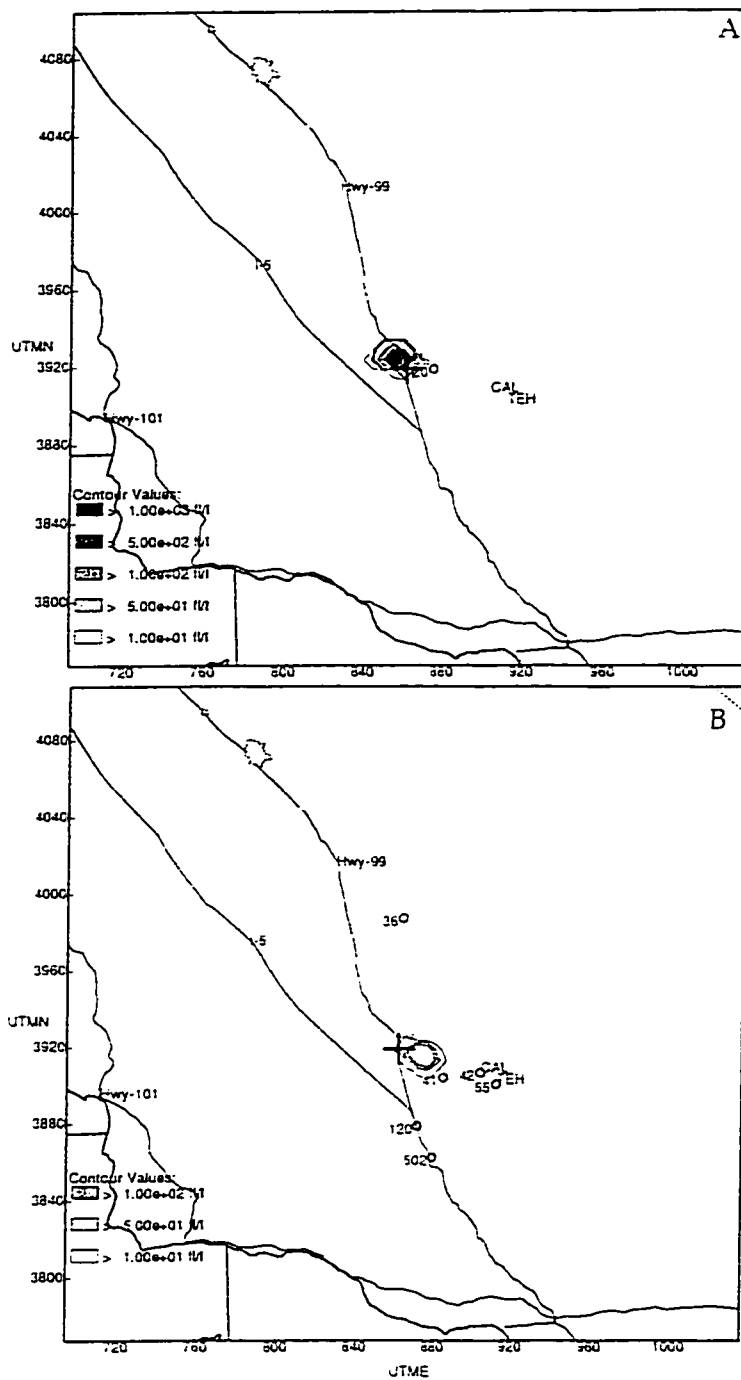 A
4080
4040
Hwy-99
4000
I-5
3960
UTMN
3920
20
CAL
TEH
Hwy-101
3880
Contour Values:
> 1.00e+03 fl/l
3840
> 5.00e+02 fl/l
> 1.00e+02 fl/l
3800
> 5.00e+01 fl/l
> 1.00e+01 fl/l
720 760 800 840 880 920 960 1000
B
4080
4040
Hwy-99
4000
36
I-5
3960
UTMN
3920
41
42
CAL
55
TEH
Hwy-101
3880
120
502
Contour Values:
> 1.00e+02 fl/l
3840
> 5.00e+01 fl/l
> 1.00e+01 fl/l
3800
720 760 800 840 880 920 960 1000
UTME